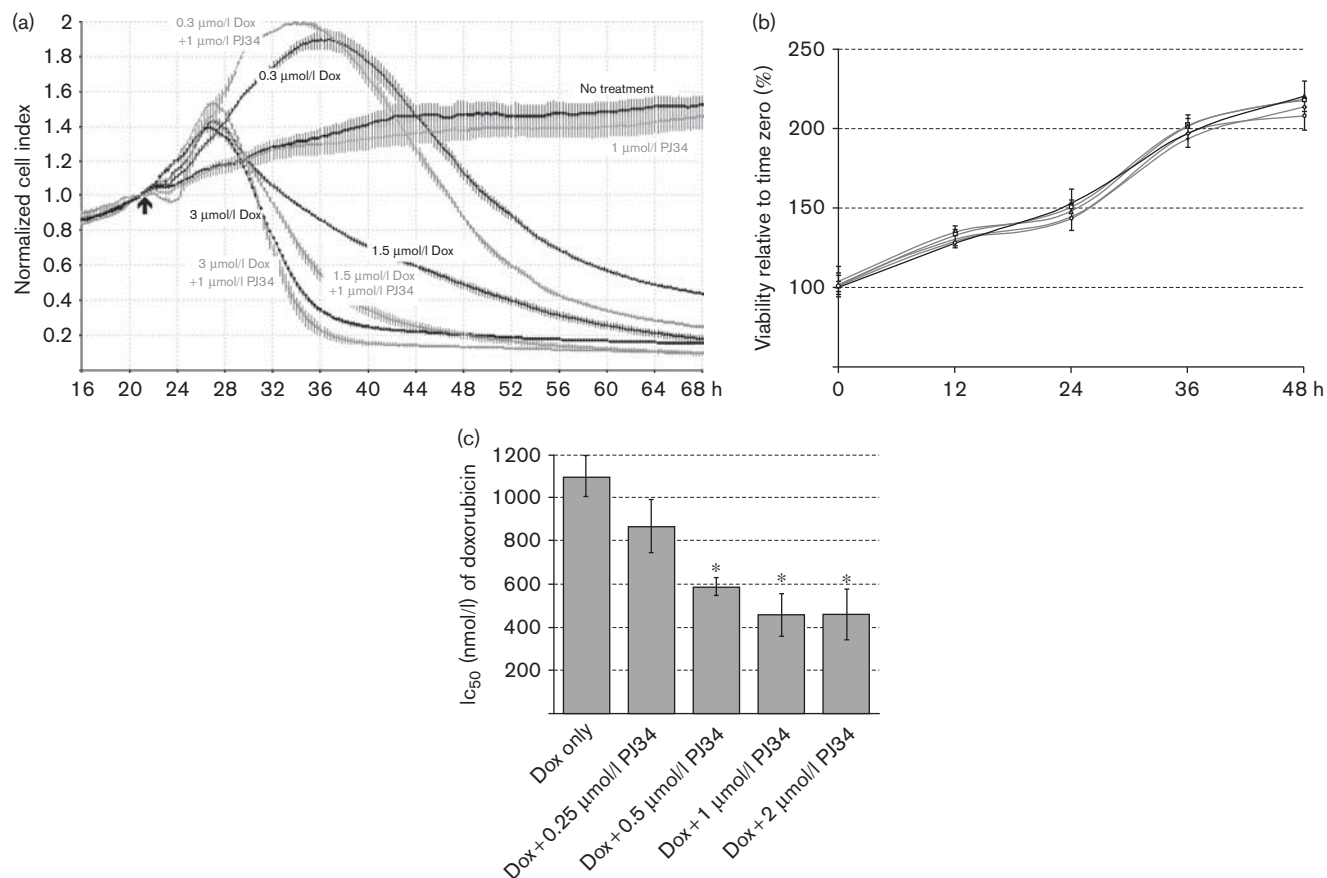 (a)
Normalized cell index
2
1.8
1.6
1.4
1.2
1.0
0.8
0.6
0.4
0.2
16 20 24 28 32 36 40 44 48 52 56 60 64 68 h
0.3 µmo/l Dox
+1 µmo/l PJ34
0.3 µmol/l Dox
No treatment
1 µmol/l PJ34
3 µmol/l Dox
1.5 µmol/l Dox
3 µmol/l Dox
+1 µmol/l PJ34
1.5 µmol/l Dox
+1 µmol/l PJ34
(b)
Viability relative to time zero (%)
250
200
150
100
0 12 24 36 48 h
(c)
Ic50 (nmol/l) of doxorubicin
1200
1000
800
600
400
200
* * *
Dox only
Dox + 0.25 µmol/l PJ34
Dox + 0.5 µmol/l PJ34
Dox + 1 µmol/l PJ34
Dox + 2 µmol/l PJ34